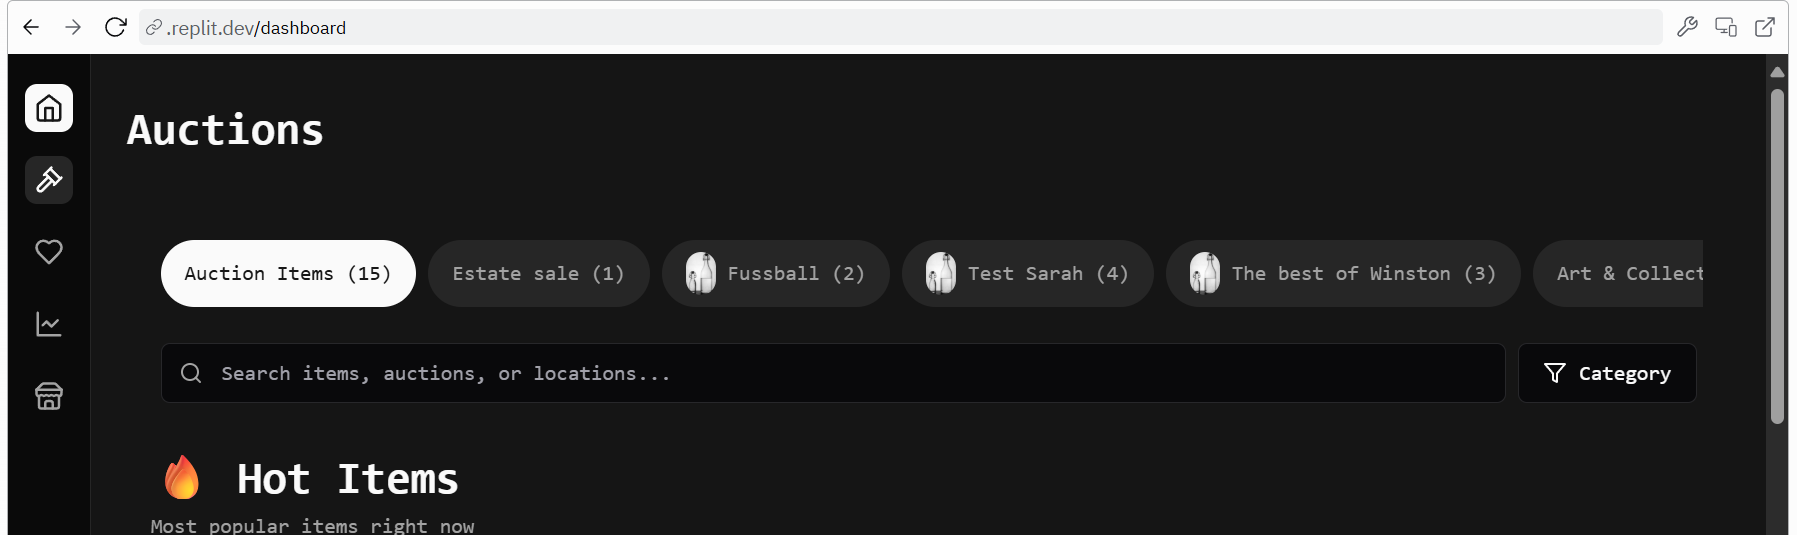 .replit.dev/dashboard
Auctions
Auction Items (15)
Estate sale (1)
Fussball (2)
Test Sarah (4)
The best of Winston (3)
Art & Collect
Search items, auctions, or locations...
Category
Hot Items
Most popular items right now